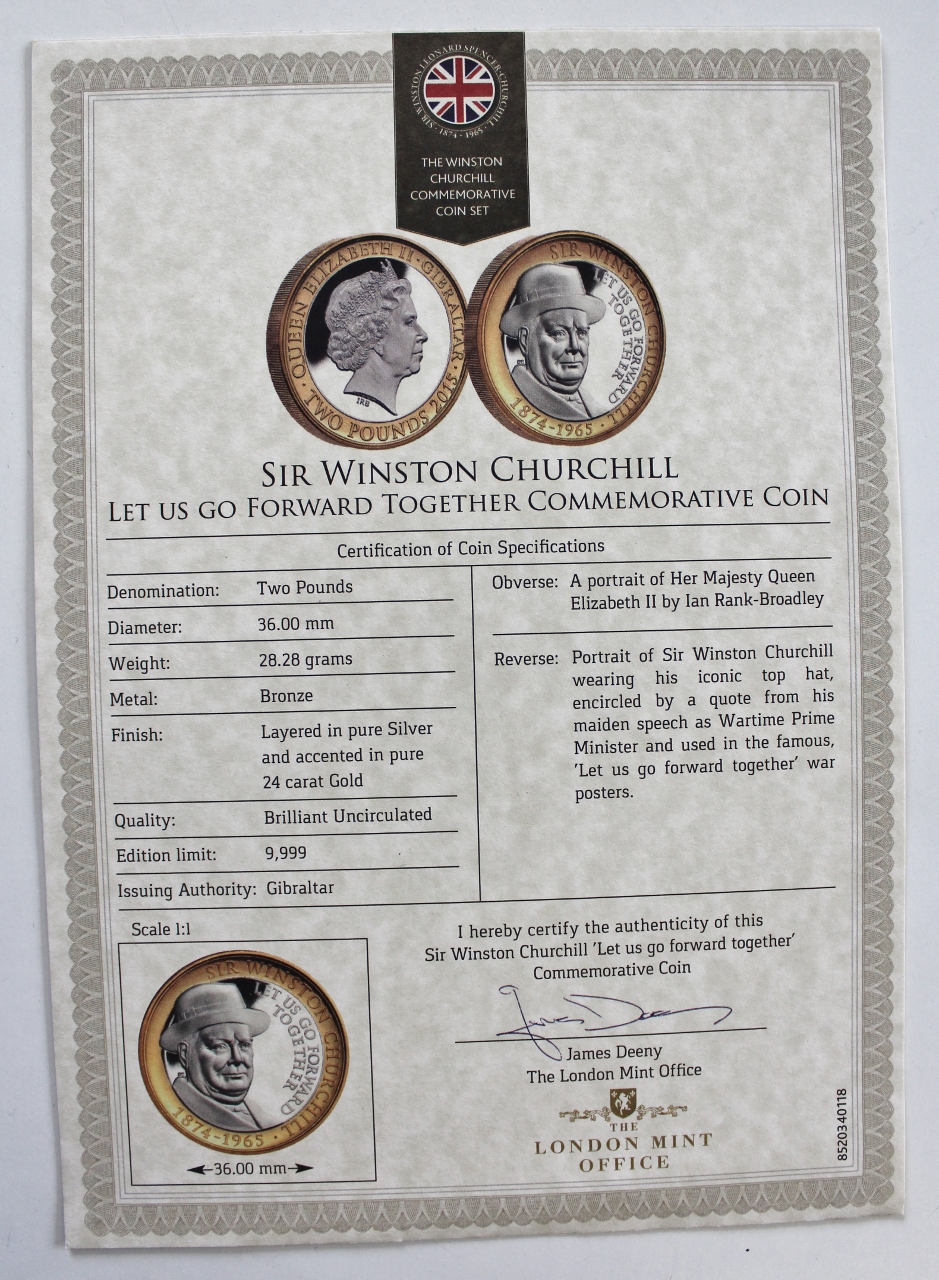 SIR WINSTON LEONARD SPENCER-CHURCHILL
· 1874 - 1965 ·
THE WINSTON
CHURCHILL
COMMEMORATIVE
COIN SET
· QUEEN ELIZABETH II · GIBRALTAR ·
TWO POUNDS 2015
IRB
SIR WINSTON CHURCHILL
LET US GO FORWARD
TOGETHER
1874-1965 ·
SIR WINSTON CHURCHILL
LET US GO FORWARD TOGETHER COMMEMORATIVE COIN
Certification of Coin Specifications
Denomination: Two Pounds
Diameter: 36.00 mm
Weight: 28.28 grams
Metal: Bronze
Finish: Layered in pure Silver
and accented in pure
24 carat Gold
Quality: Brilliant Uncirculated
Edition limit: 9,999
Issuing Authority: Gibraltar
Obverse: A portrait of Her Majesty Queen
Elizabeth II by Ian Rank-Broadley
Reverse: Portrait of Sir Winston Churchill
wearing his iconic top hat,
encircled by a quote from his
maiden speech as Wartime Prime
Minister and used in the famous,
'Let us go forward together' war
posters.
Scale 1:1
SIR WINSTON CHURCHILL
LET US GO FORWARD
TOGETHER
1874-1965 ·
36.00 mm
I hereby certify the authenticity of this
Sir Winston Churchill 'Let us go forward together'
Commemorative Coin
James Deeny
James Deeny
The London Mint Office
THE
LONDON MINT
OFFICE
8520340118